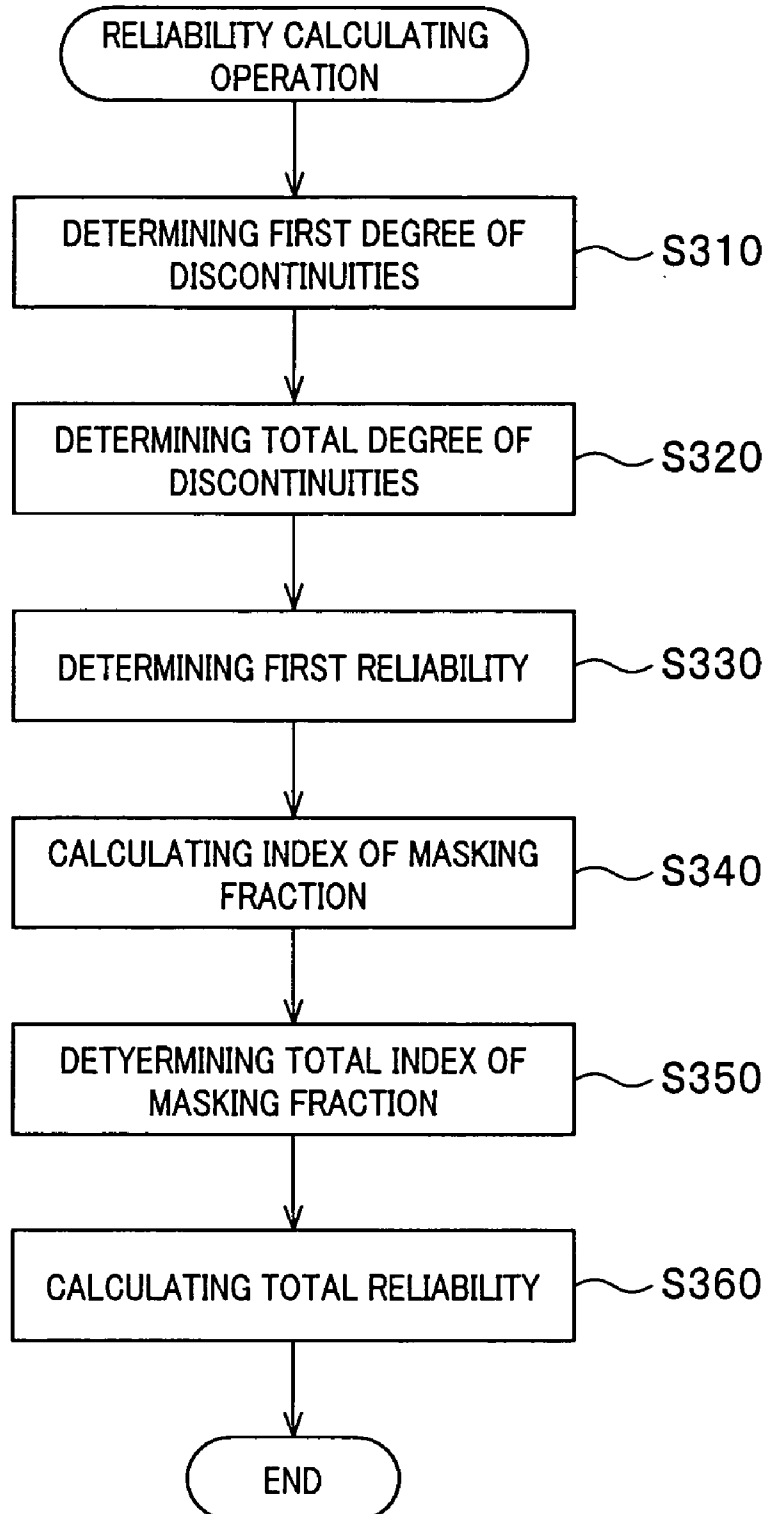 RELIABILITY CALCULATING
OPERATION
DETERMINING FIRST DEGREE OF
DISCONTINUITIES
S310
DETERMINING TOTAL DEGREE OF
DISCONTINUITIES
S320
DETERMINING FIRST RELIABILITY
S330
CALCULATING INDEX OF MASKING
FRACTION
S340
DETYERMINING TOTAL INDEX OF
MASKING FRACTION
S350
CALCULATING TOTAL RELIABILITY
S360
END